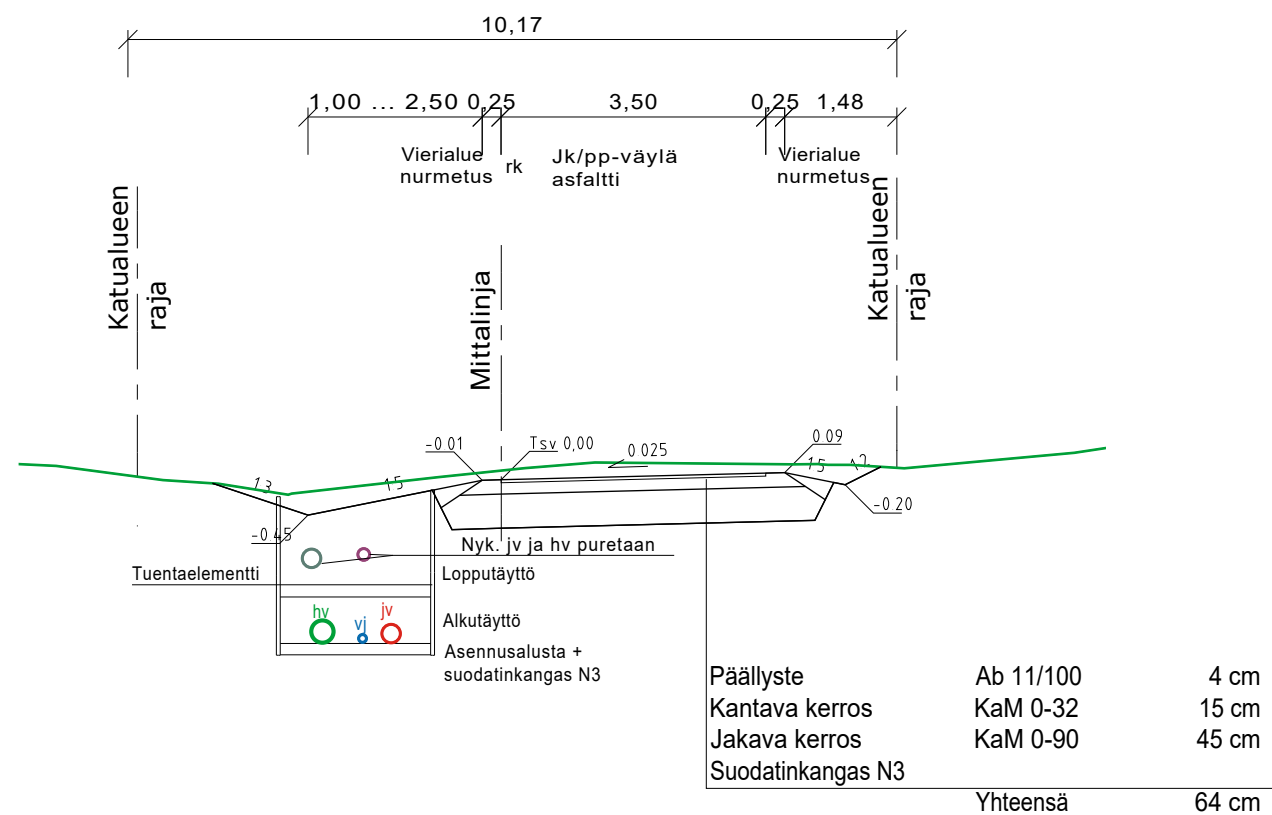 10,17
1,00 ... 2,50 0,25 3,50 0,25 1,48
Vierialue
nurmetus
rk
Jk/pp-väylä
asfaltti
Vierialue
nurmetus
Katualueen
raja
Mittalinja
Katualueen
raja
-0 01
Tsv 0,00
0 025
0 09
1 3
1 5
1 5
1 2
-0 45
-0 20
Nyk. jv ja hv puretaan
Tuentaelementti
Lopputäyttö
hv
vj
jv
Alkutäyttö
Asennusalusta +
suodatinkangas N3
Päällyste Ab 11/100 4 cm
Kantava kerros KaM 0-32 15 cm
Jakava kerros KaM 0-90 45 cm
Suodatinkangas N3
Yhteensä 64 cm